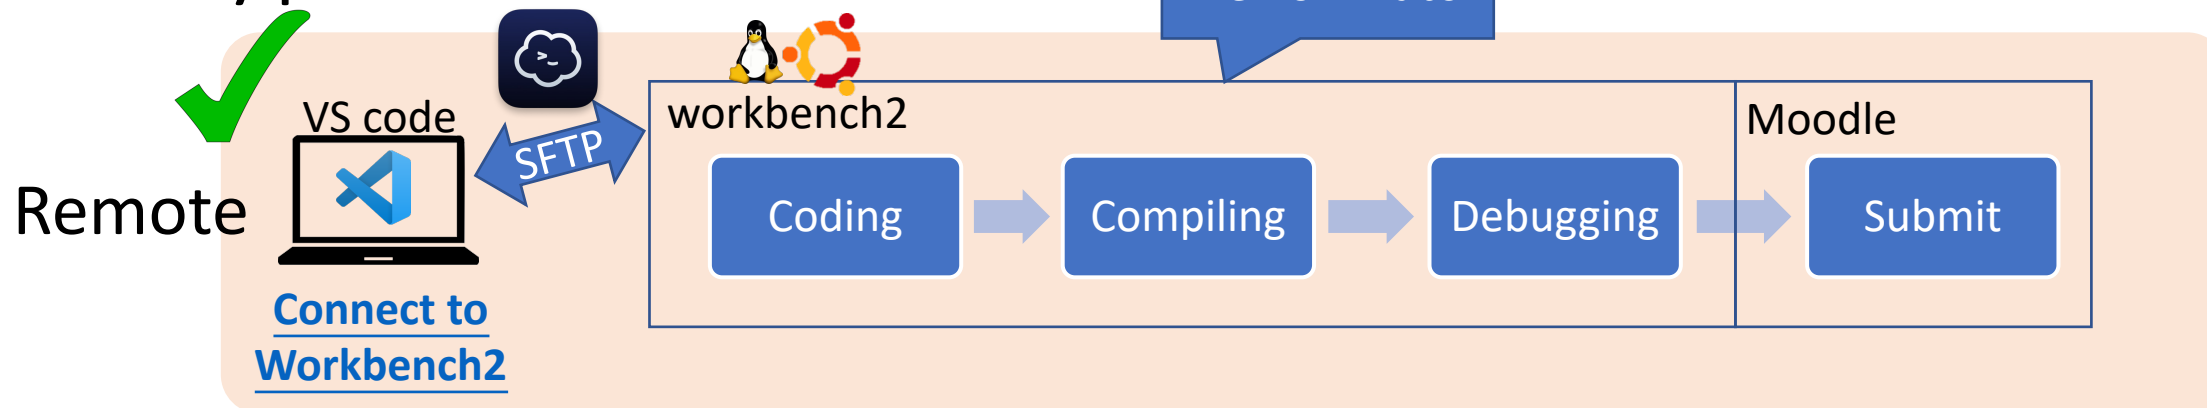 VS code
SFTP
workbench2
Moodle
Remote
Coding
Compiling
Debugging
Submit
Connect to
Workbench2